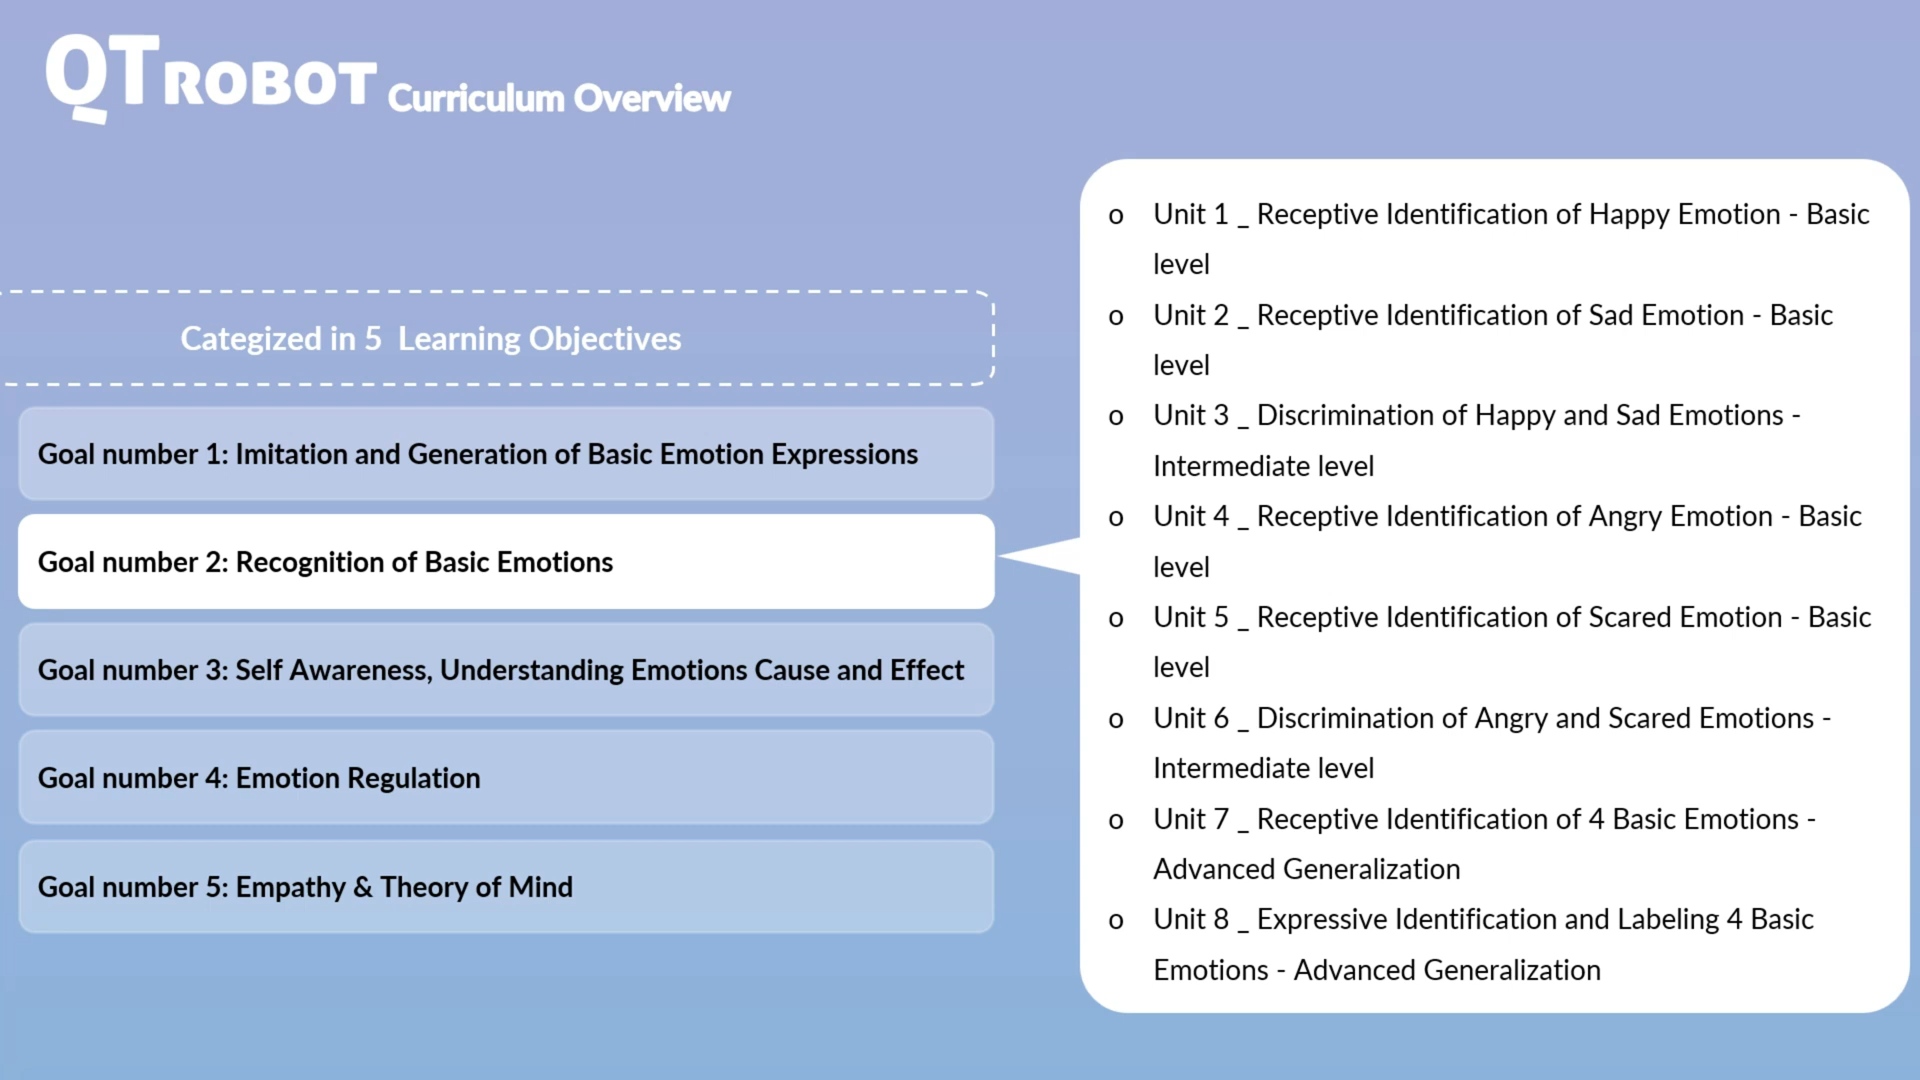 QTROBOT Curriculum Overview
Categized in 5 Learning Objectives
Goal number 1: Imitation and Generation of Basic Emotion Expressions
Goal number 2: Recognition of Basic Emotions
Goal number 3: Self Awareness, Understanding Emotions Cause and Effect
Goal number 4: Emotion Regulation
Goal number 5: Empathy & Theory of Mind
o Unit 1 _ Receptive Identification of Happy Emotion - Basic
level
o Unit 2 _ Receptive Identification of Sad Emotion - Basic
level
o Unit 3 _ Discrimination of Happy and Sad Emotions -
Intermediate level
o Unit 4 _ Receptive Identification of Angry Emotion - Basic
level
o Unit 5 _ Receptive Identification of Scared Emotion - Basic
level
o Unit 6 _ Discrimination of Angry and Scared Emotions -
Intermediate level
o Unit 7 _ Receptive Identification of 4 Basic Emotions -
Advanced Generalization
o Unit 8 _ Expressive Identification and Labeling 4 Basic
Emotions - Advanced Generalization